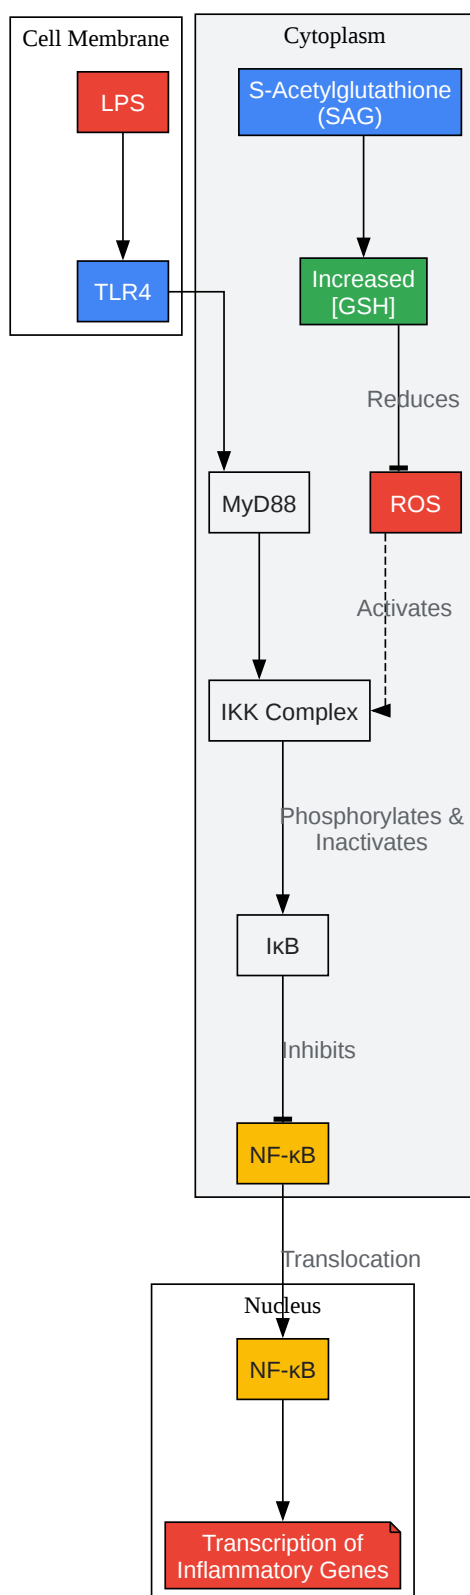 Cell Membrane
Cytoplasm
LPS
S-Acetylglutathione
(SAG)
TLR4
Increased
[GSH]
Reduces
MyD88
ROS
Activates
IKK Complex
Phosphorylates &
Inactivates
IκB
Inhibits
NF-κB
Translocation
Nucleus
NF-κB
Transcription of
Inflammatory Genes